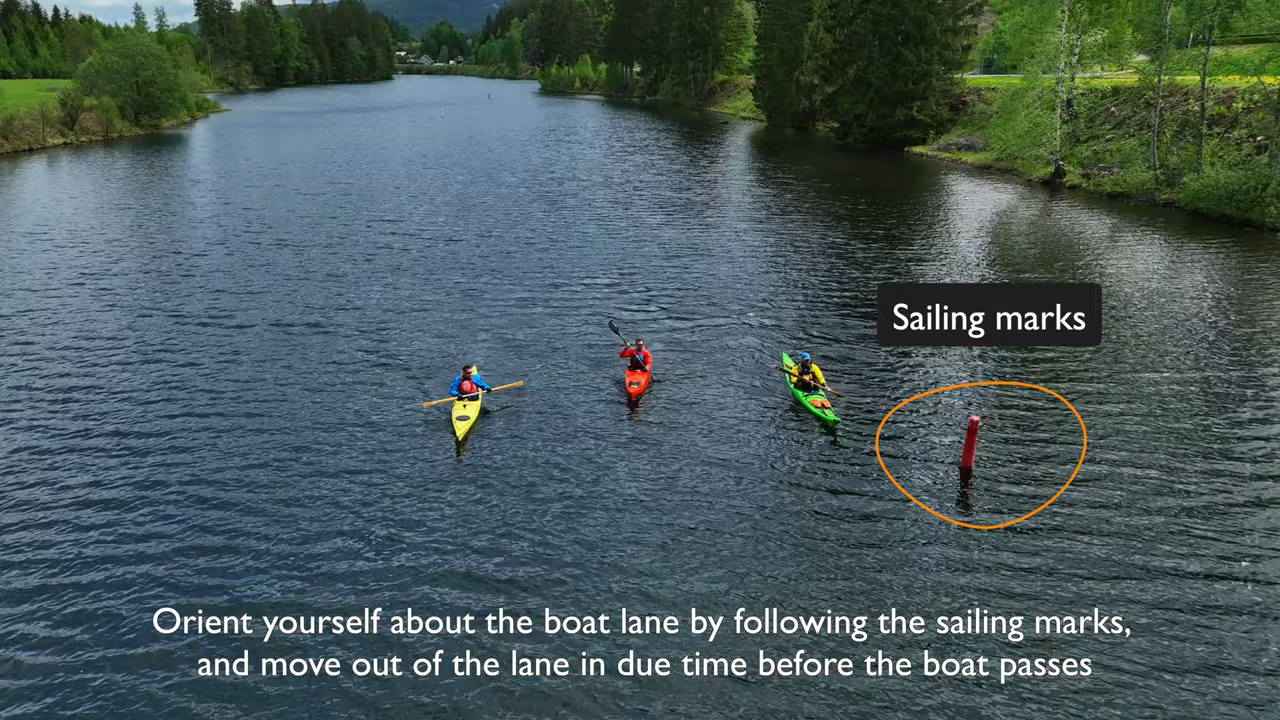 Sailing marks
Orient yourself about the boat lane by following the sailing marks,
and move out of the lane in due time before the boat passes